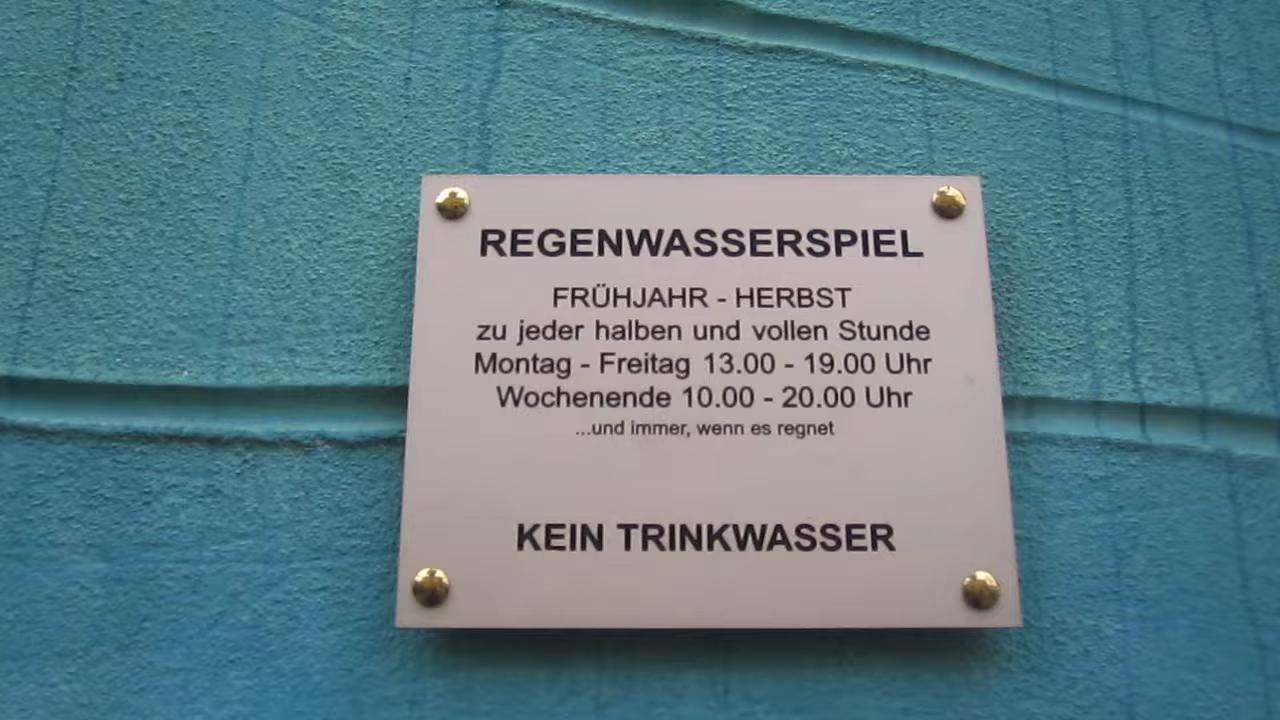 REGENWASSERSPIEL
FRÜHJAHR - HERBST
zu jeder halben und vollen Stunde
Montag - Freitag 13.00 - 19.00 Uhr
Wochenende 10.00 - 20.00 Uhr
...und immer, wenn es regnet
KEIN TRINKWASSER